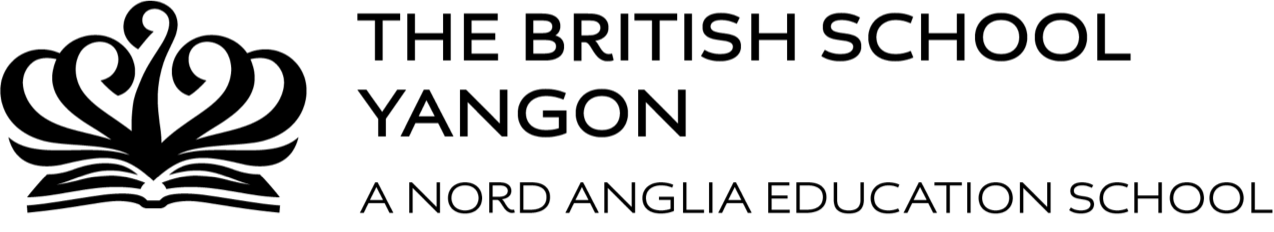 THE BRITISH SCHOOL
YANGON
A NORD ANGLIA EDUCATION SCHOOL